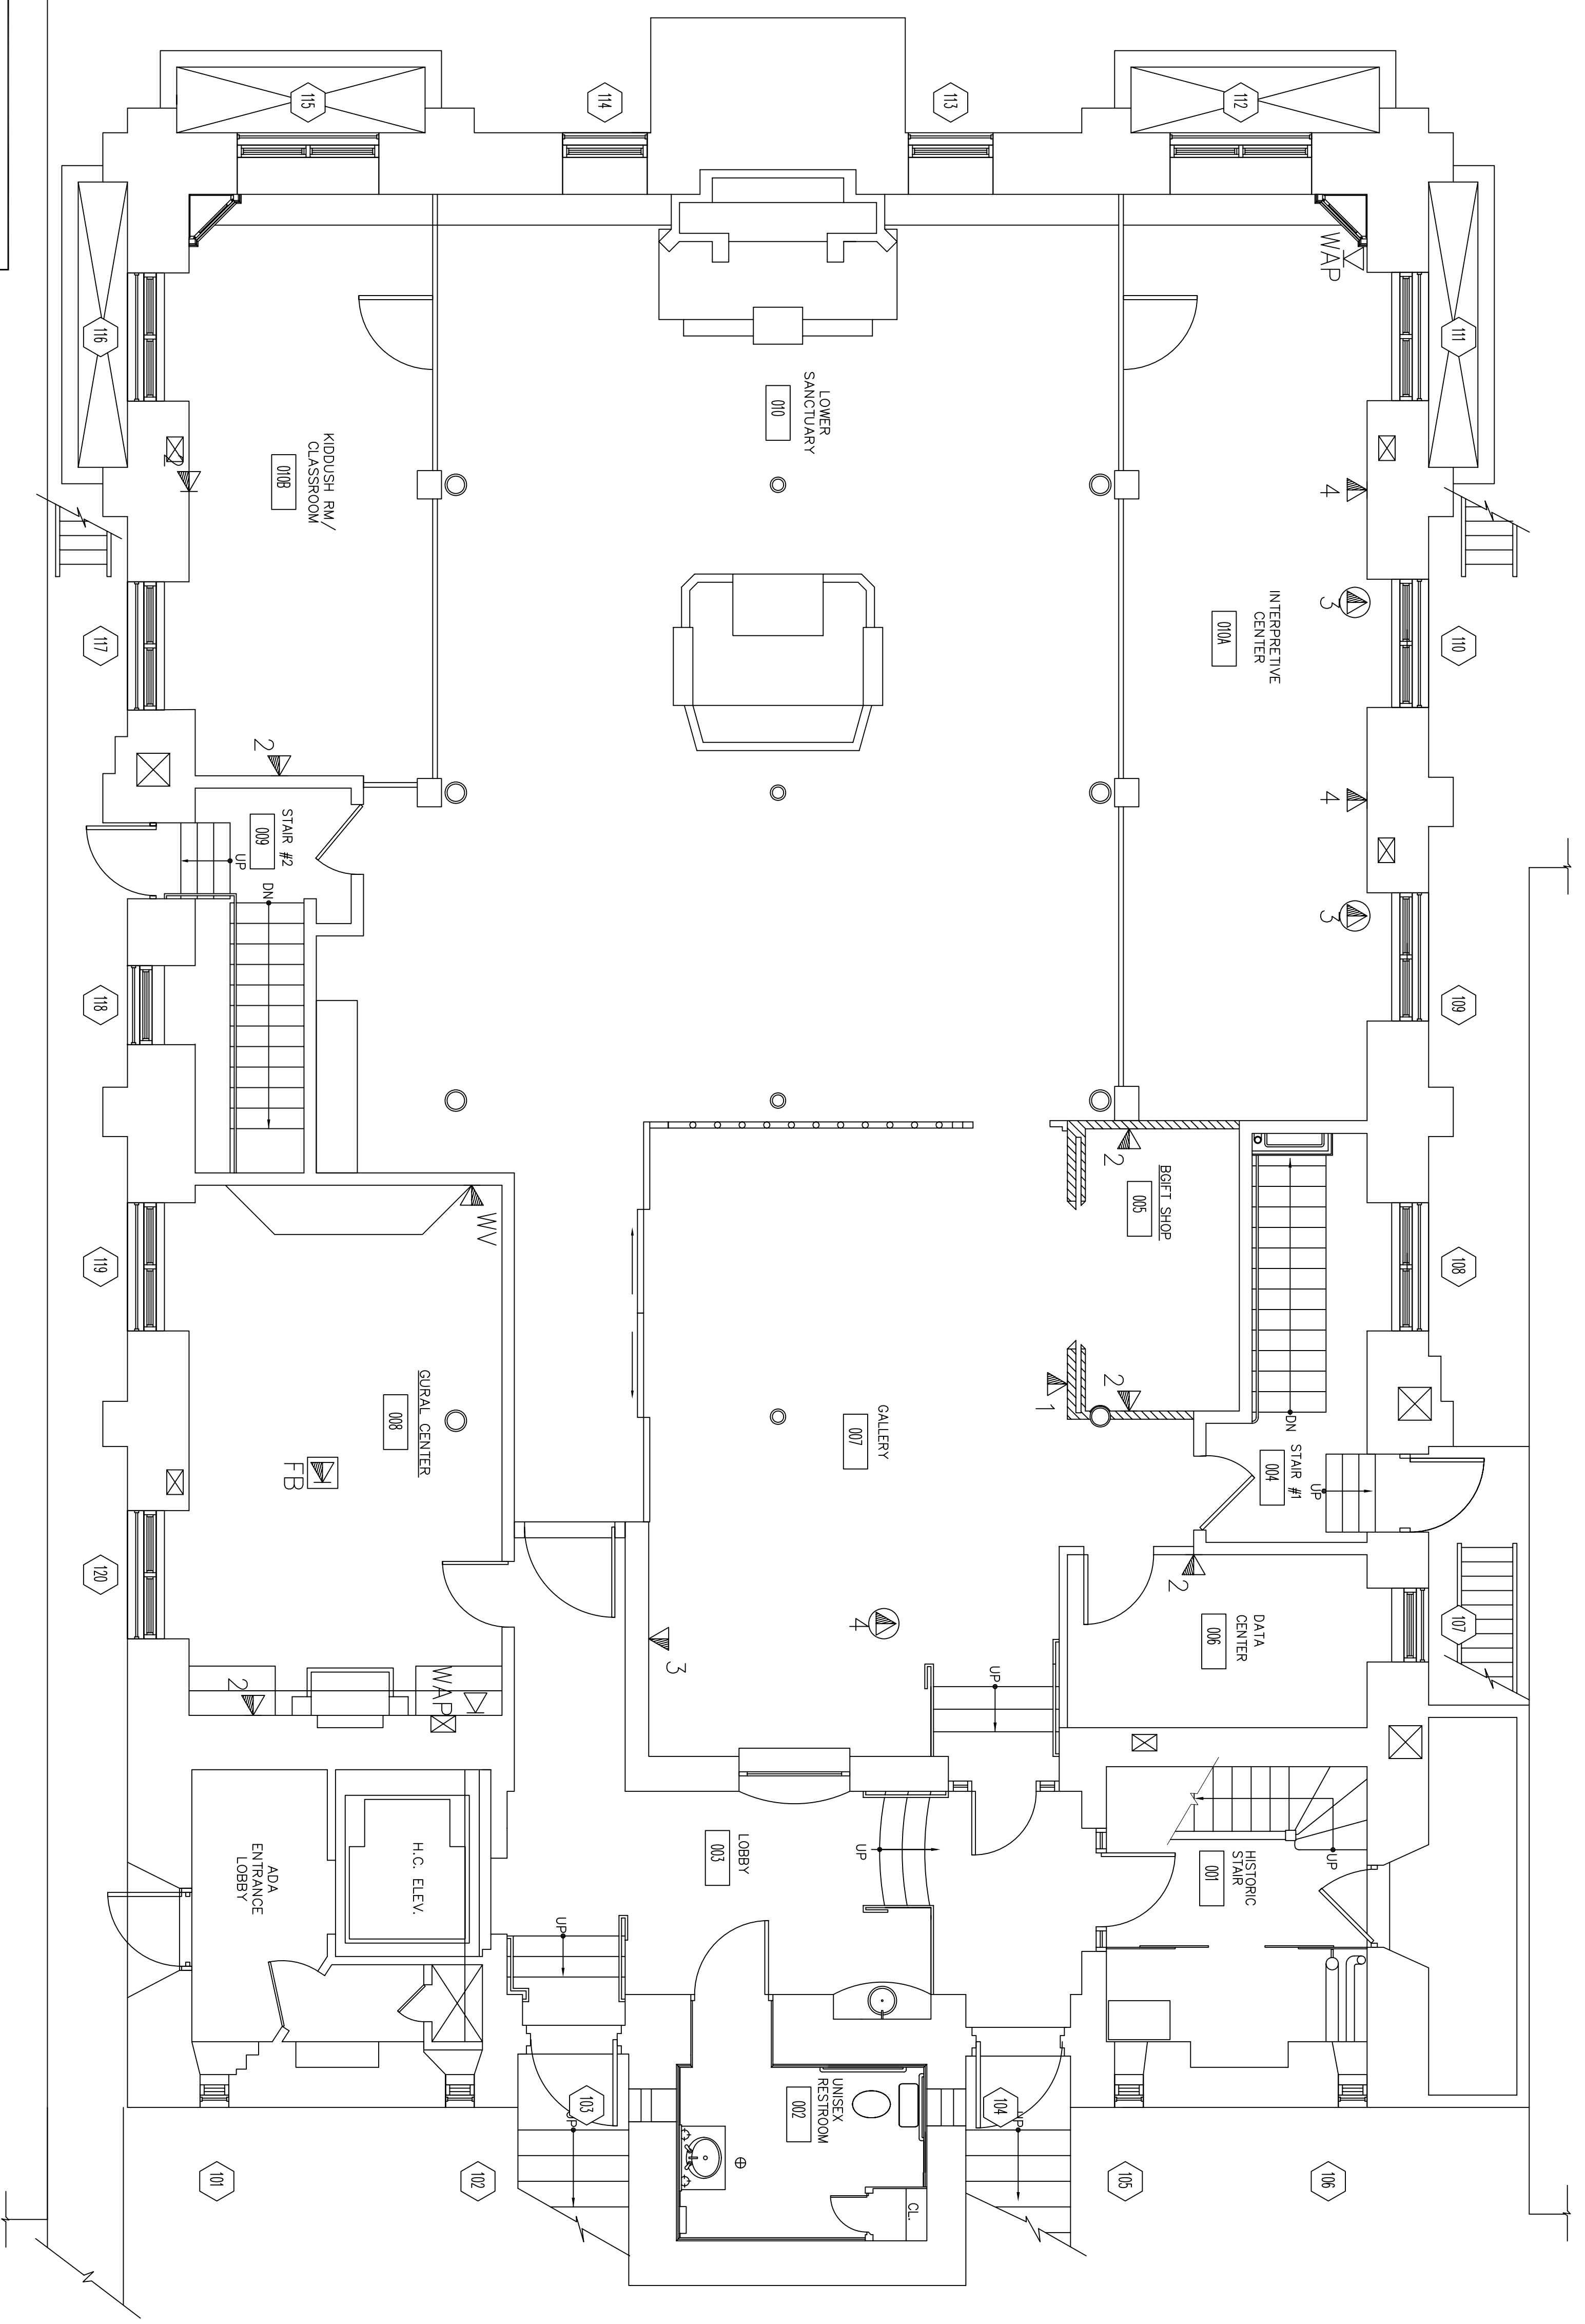 115
114
113
112
116
111
WAP
LOWER
SANCTUARY
010
KIDDUSH RM/
CLASSROOM
010B
2
4
INTERPRETIVE
CENTER
010A
3
117
110
2
4
STAIR #2
009
UP
DN
3
118
109
2
BGIFT SHOP
005
WV
119
108
GURAL CENTER
008
FB
GALLERY
007
1
2
DN
STAIR #1
004
UP
120
2
DATA
CENTER
006
107
4
3
UP
WAP
2
LOBBY
003
UP
HISTORIC
STAIR
001
UP
H.C. ELEV.
ADA
ENTRANCE
LOBBY
UP
UNISEX
RESTROOM
002
103
UP
104
UP
CL.
101
102
105
106